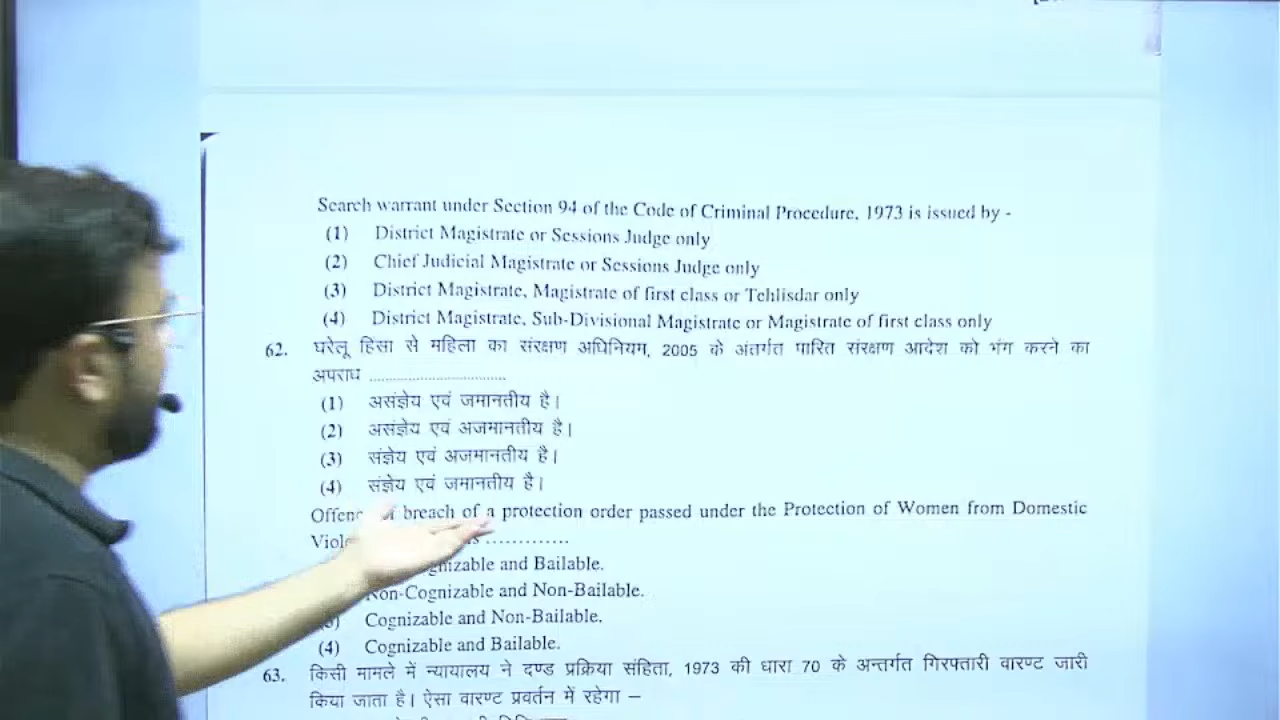 Search warrant under Section 94 of the Code of Criminal Procedure, 1973 is issued by -
(1) District Magistrate or Sessions Judge only
(2) Chief Judicial Magistrate or Sessions Judge only
(3) District Magistrate, Magistrate of first class or Tehlisdar only
(4) District Magistrate, Sub-Divisional Magistrate or Magistrate of first class only
62. घरेलू हिंसा से महिला का संरक्षण अधिनियम, 2005 के अंतर्गत पारित संरक्षण आदेश को भंग करने का
अपराध ................................
(1) असंज्ञेय एवं जमानतीय है।
(2) असंज्ञेय एवं अजमानतीय है।
(3) संज्ञेय एवं अजमानतीय है।
(4) संज्ञेय एवं जमानतीय है।
breach of a protection order passed under the Protection of Women from Domestic
.............
and Bailable.
Non-Cognizable and Non-Bailable.
Cognizable and Non-Bailable.
(4) Cognizable and Bailable.
63. किसी मामले में न्यायालय ने दण्ड प्रक्रिया संहिता, 1973 की धारा 70 के अन्तर्गत गिरफ्तारी वारण्ट जारी
किया जाता है। ऐसा वारण्ट प्रवर्तन में रहेगा –